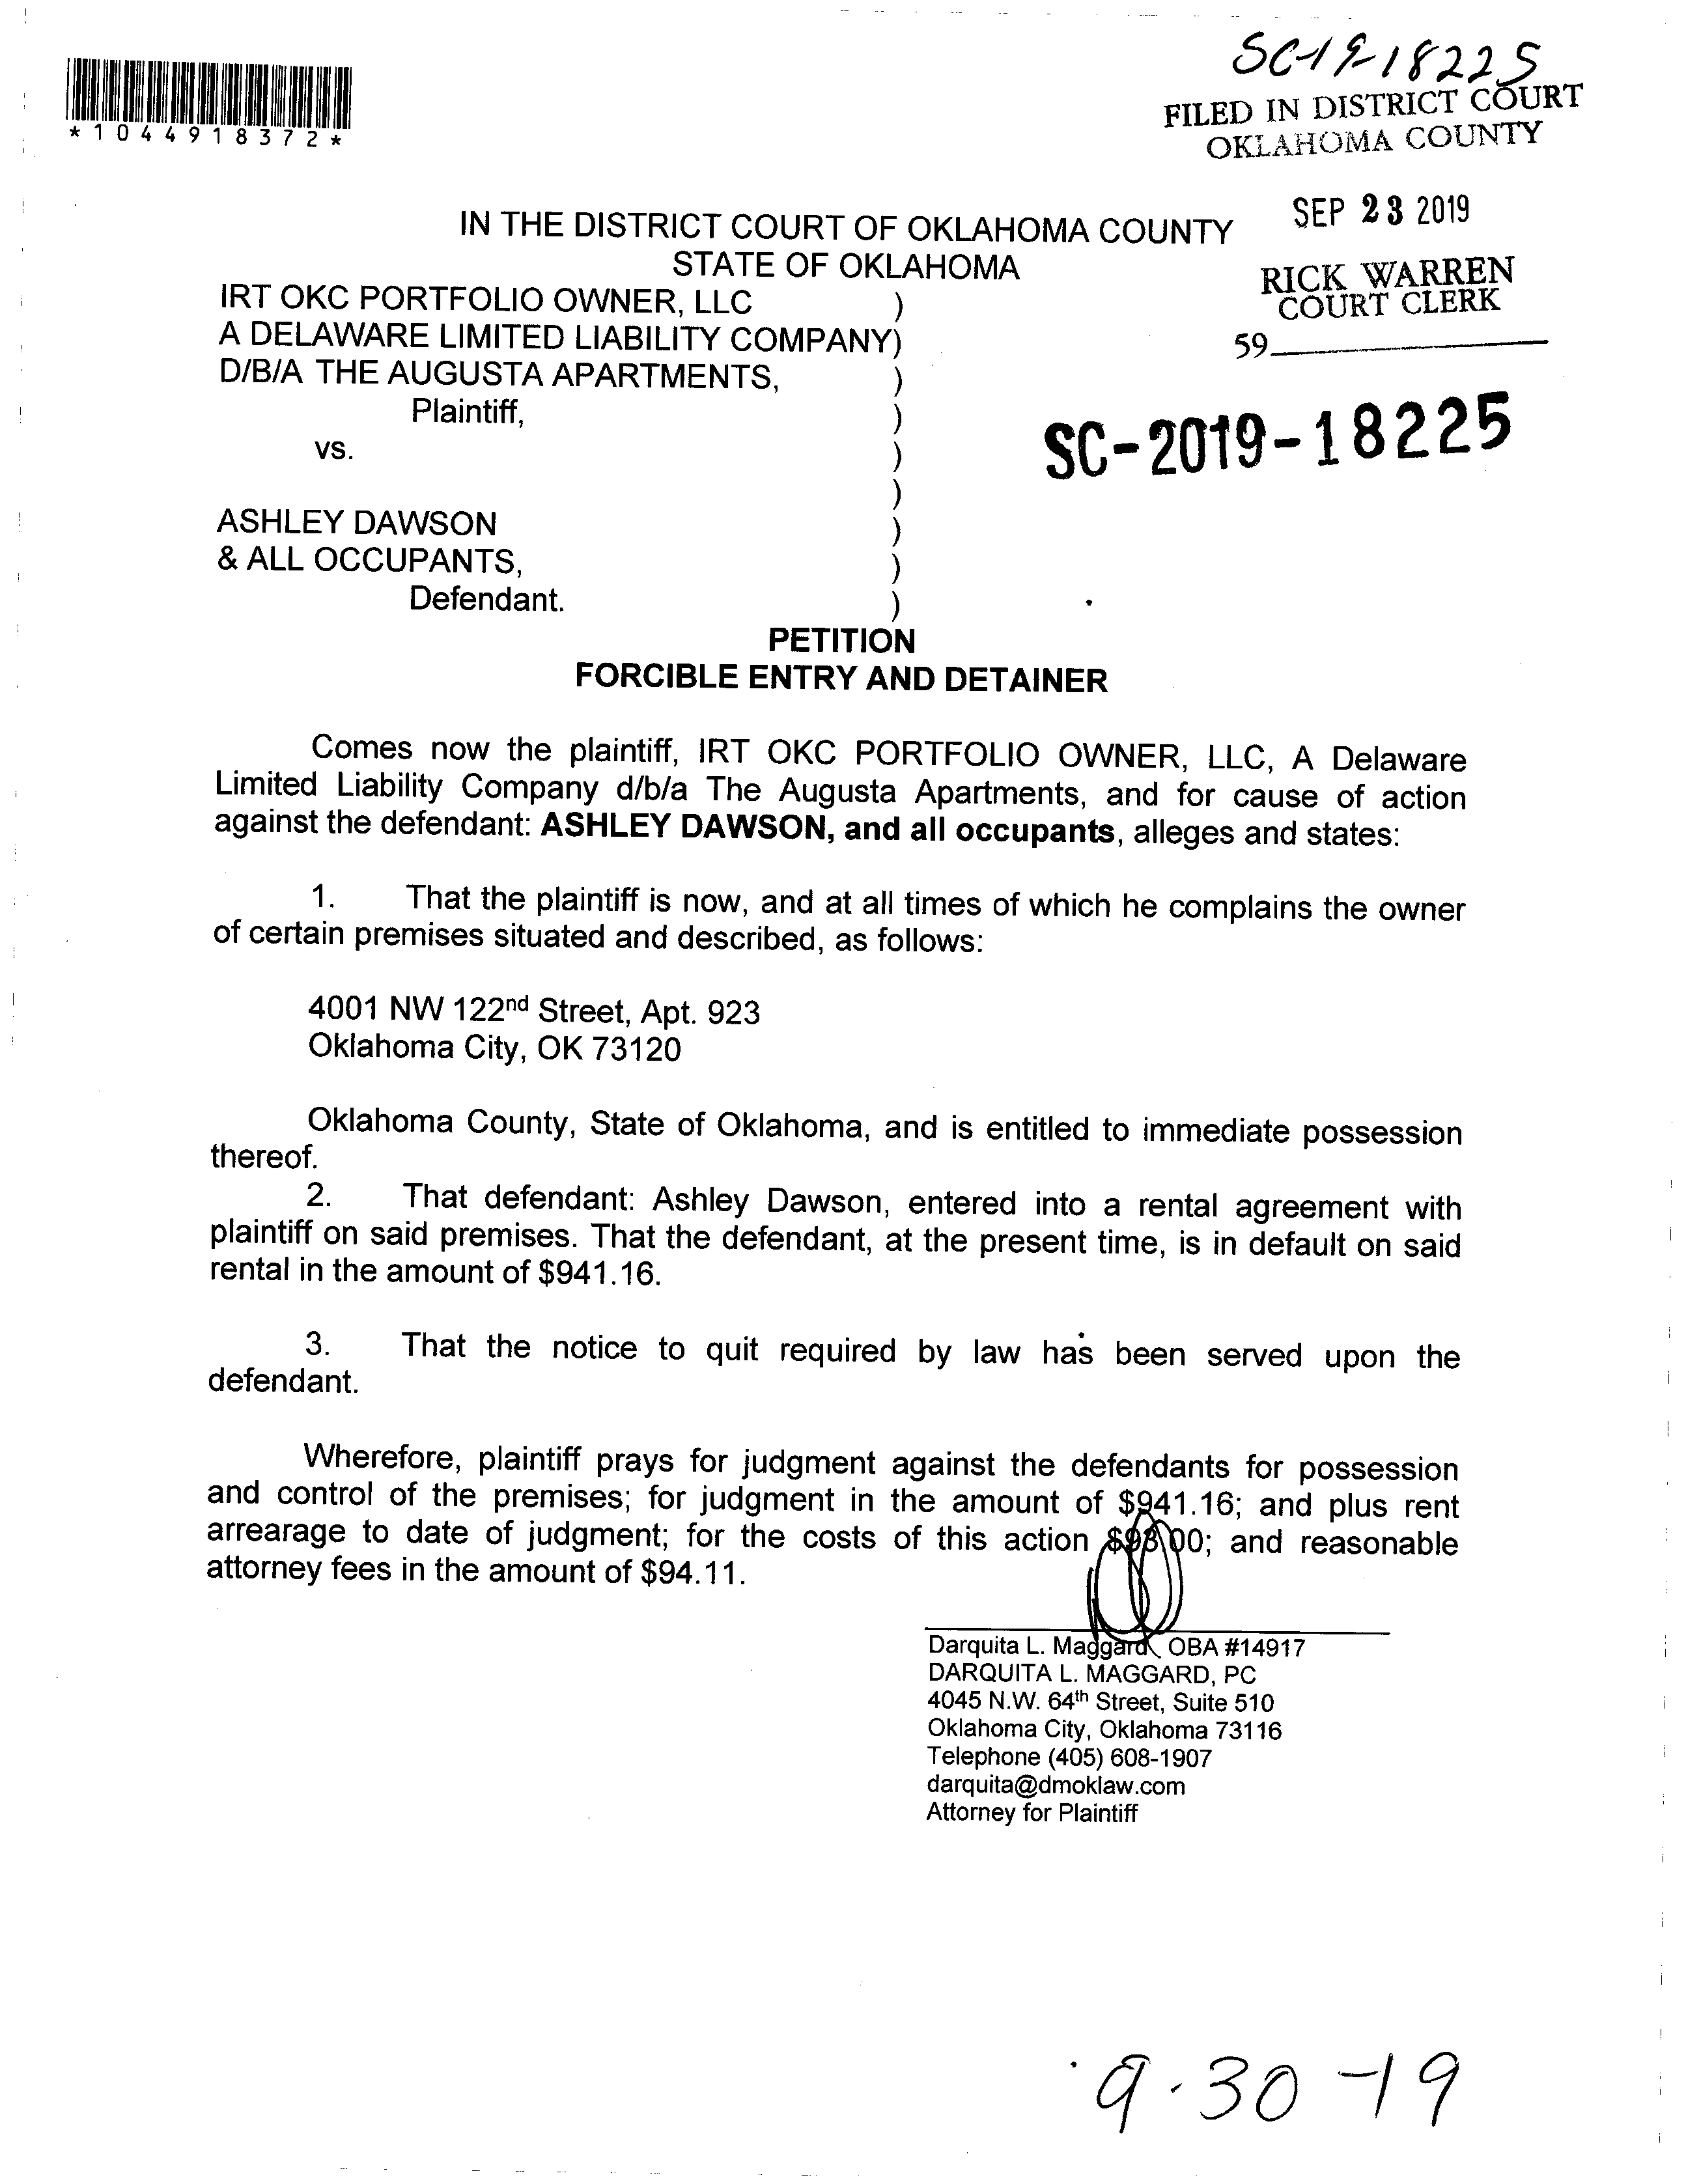 SC-19-18225
*1044918372*
FILED IN DISTRICT COURT
OKLAHOMA COUNTY
SEP 23 2019
RICK WARREN
COURT CLERK
59
SC-2019-18225
IN THE DISTRICT COURT OF OKLAHOMA COUNTY
STATE OF OKLAHOMA
IRT OKC PORTFOLIO OWNER, LLC )
A DELAWARE LIMITED LIABILITY COMPANY)
D/B/A THE AUGUSTA APARTMENTS, )
Plaintiff, )
vs. )
)
ASHLEY DAWSON )
& ALL OCCUPANTS, )
Defendant. )
PETITION
FORCIBLE ENTRY AND DETAINER
Comes now the plaintiff, IRT OKC PORTFOLIO OWNER, LLC, A Delaware
Limited Liability Company d/b/a The Augusta Apartments, and for cause of action
against the defendant: ASHLEY DAWSON, and all occupants, alleges and states:
1. That the plaintiff is now, and at all times of which he complains the owner
of certain premises situated and described, as follows:
4001 NW 122nd Street, Apt. 923
Oklahoma City, OK 73120
Oklahoma County, State of Oklahoma, and is entitled to immediate possession
thereof.
2. That defendant: Ashley Dawson, entered into a rental agreement with
plaintiff on said premises. That the defendant, at the present time, is in default on said
rental in the amount of $941.16.
3. That the notice to quit required by law has been served upon the
defendant.
Wherefore, plaintiff prays for judgment against the defendants for possession
and control of the premises; for judgment in the amount of $941.16; and plus rent
arrearage to date of judgment; for the costs of this action ; and reasonable
attorney fees in the amount of $94.11.
Darquita L. Maggard OBA #14917
DARQUITA L. MAGGARD, PC
4045 N.W. 64th Street, Suite 510
Oklahoma City, Oklahoma 73116
Telephone (405) 608-1907
darquita@dmoklaw.com
Attorney for Plaintiff
9-30-19